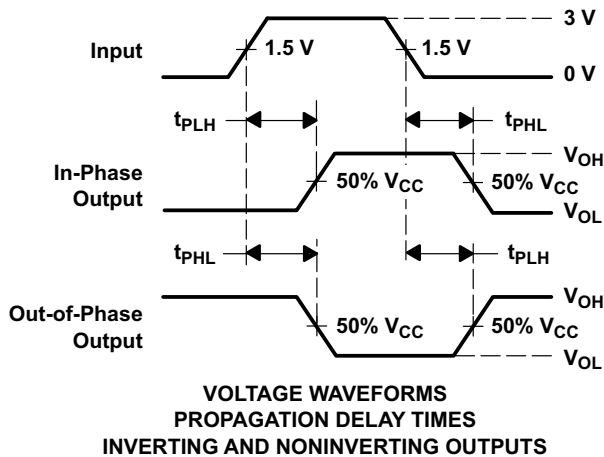 3 V
Input
1.5 V
1.5 V
0 V
tPLH
tPHL
VOH
In-Phase
Output
50% VCC
50% VCC
VOL
tPHL
tPLH
VOH
Out-of-Phase
Output
50% VCC
50% VCC
VOL
VOLTAGE WAVEFORMS
PROPAGATION DELAY TIMES
INVERTING AND NONINVERTING OUTPUTS